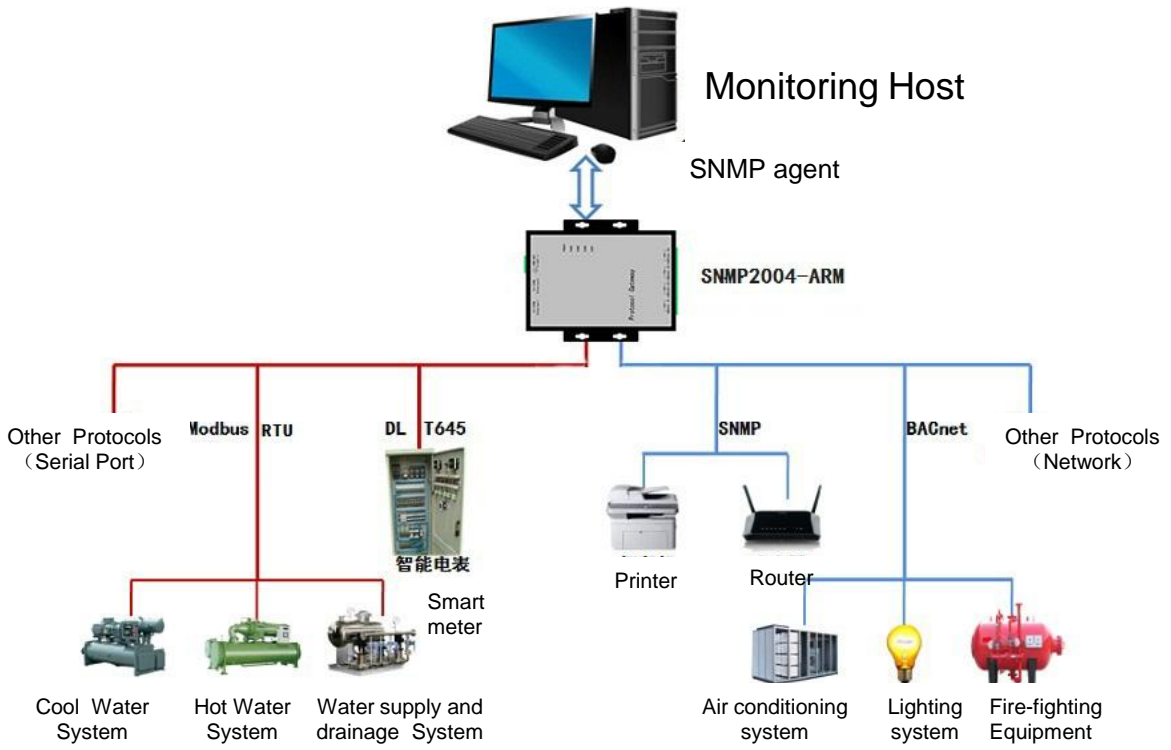 Monitoring Host
SNMP agent
Protocol Gateway
SNMP2004-ARM
Other Protocols
（Serial Port）
Modbus RTU
DL T645
SNMP
BACnet
Other Protocols
（Network）
智能电表
Smart
meter
Printer
Router
Cool Water
System
Hot Water
System
Water supply and
drainage System
Air conditioning
system
Lighting
system
Fire-fighting
Equipment